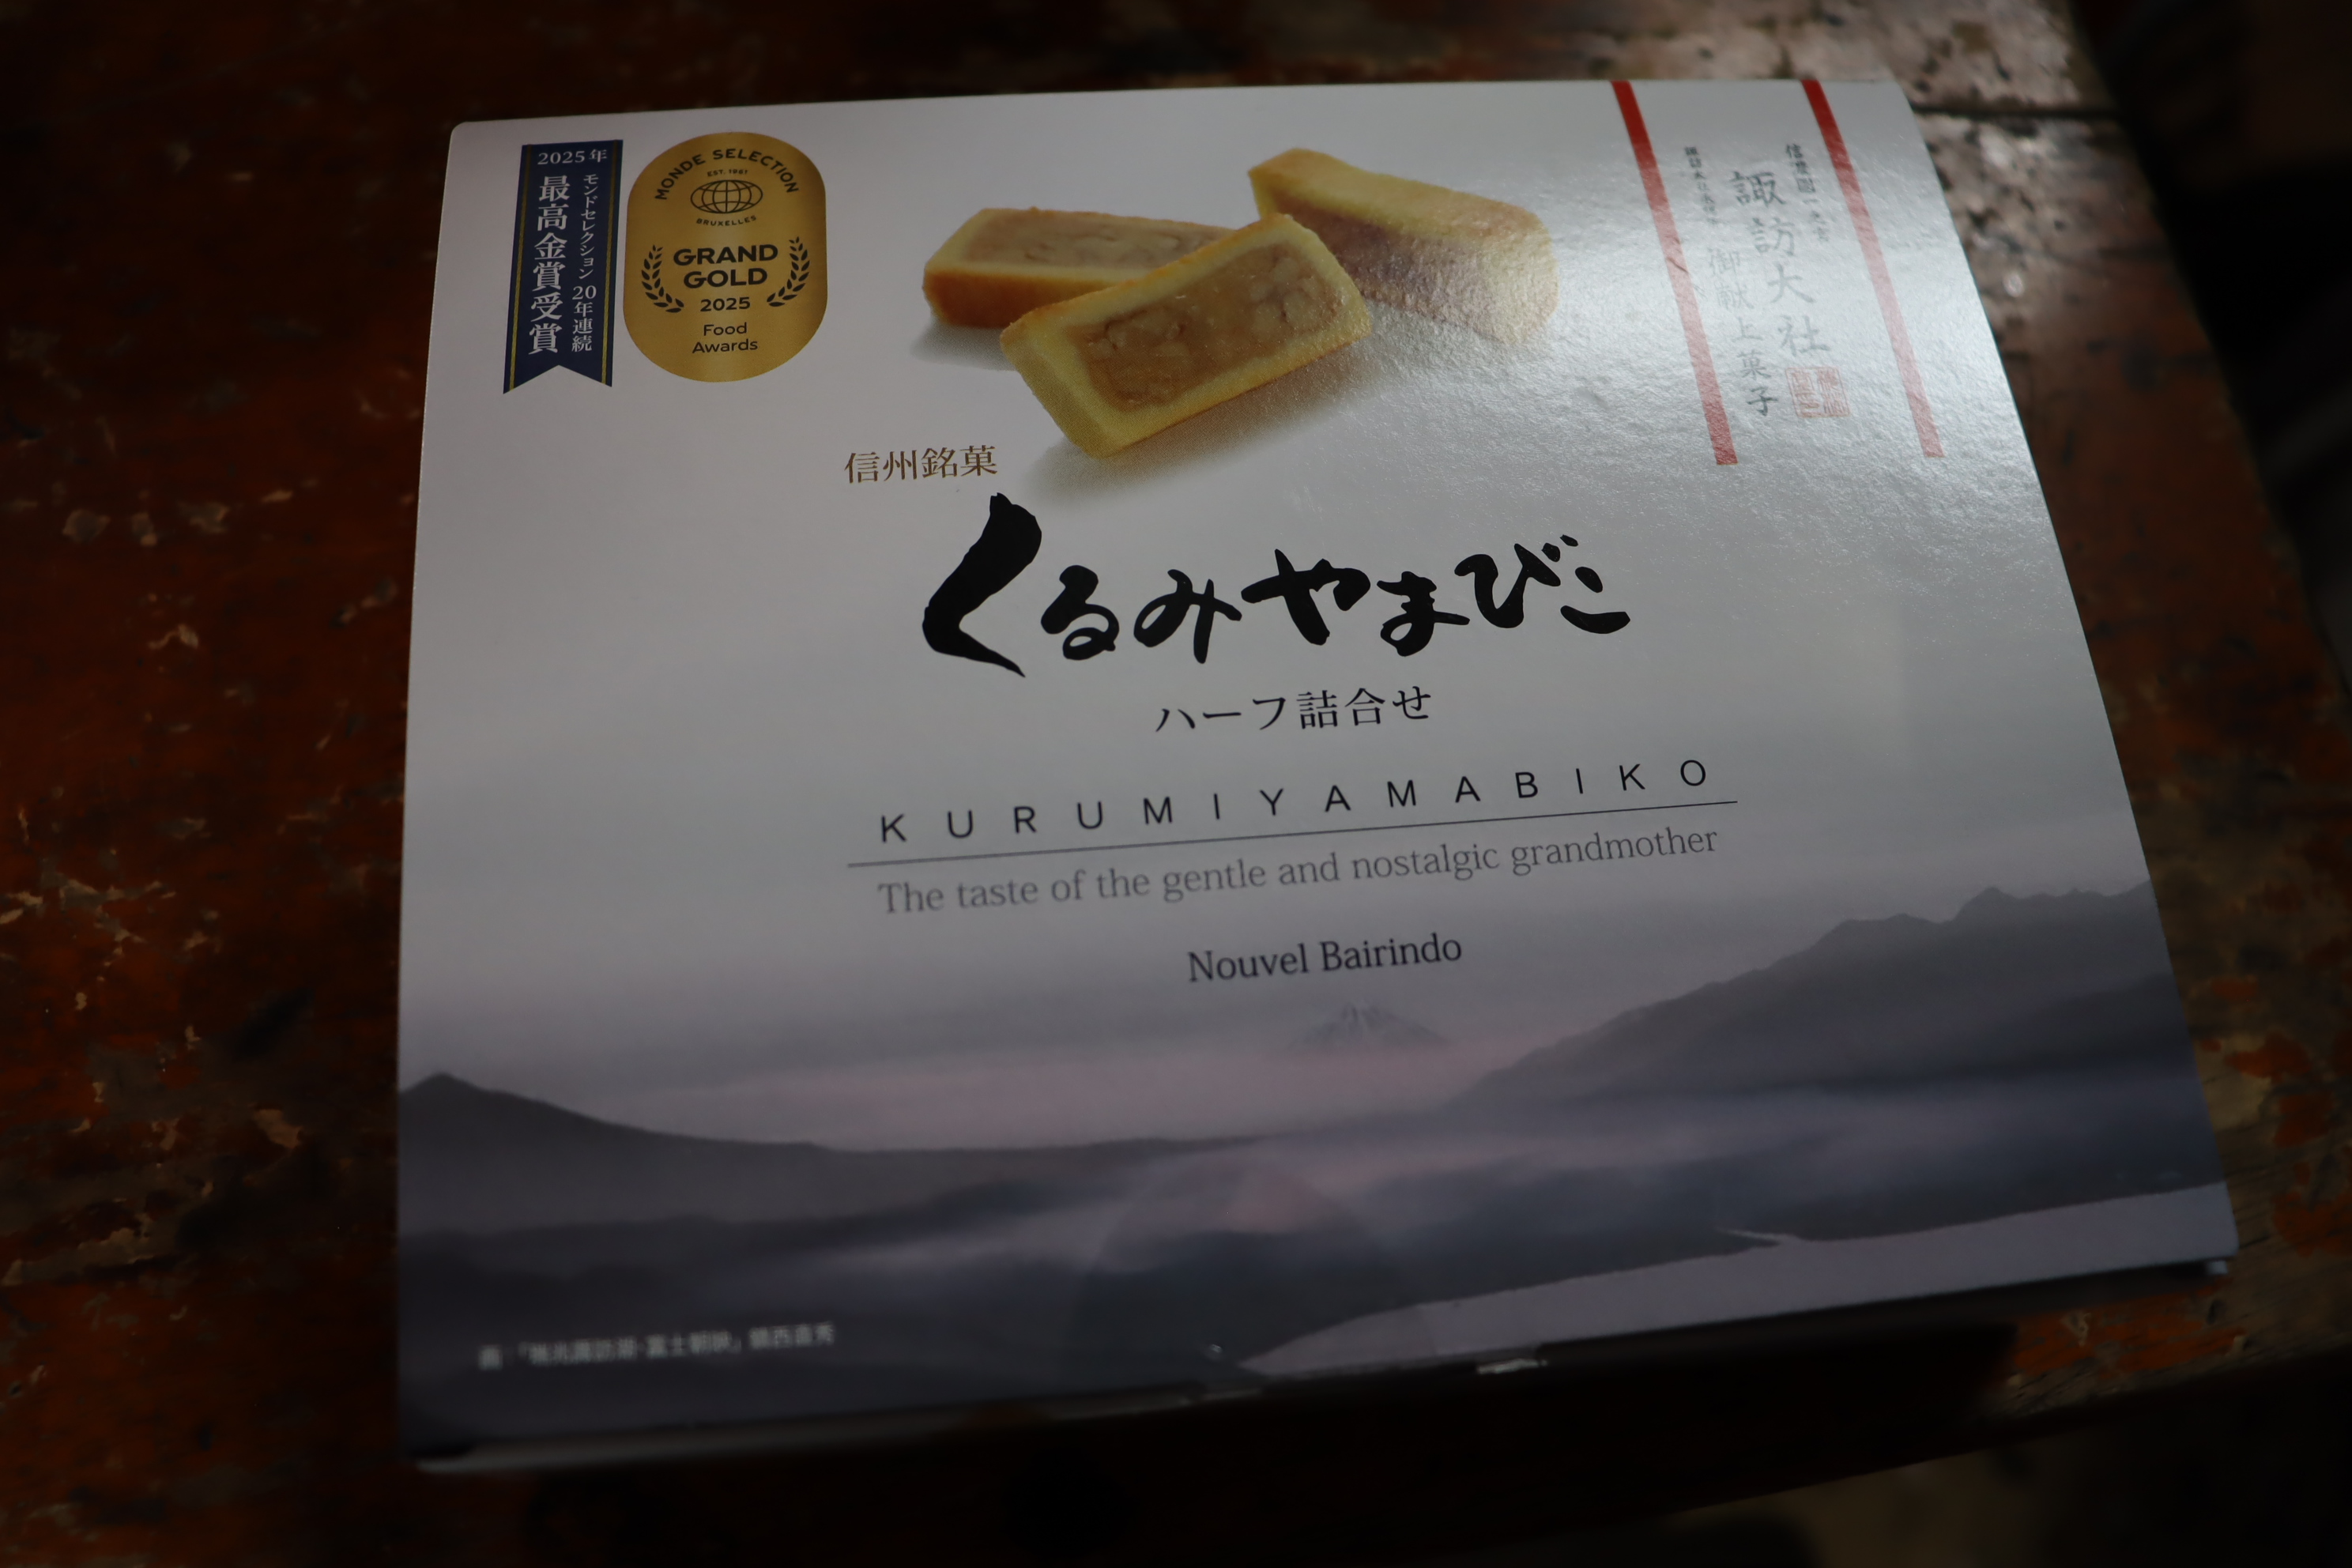 2025年
モンドセレクション 20年連続
最高金賞受賞
MONDE SELECTION
EST. 1961
BRUXELLES
GRAND
GOLD
2025
Food
Awards
信濃國一之宮
諏訪大社
御献上菓子
信州銘菓
くるみやまびこ
ハーフ詰合せ
KURUMIYAMABIKO
The taste of the gentle and nostalgic grandmother
Nouvel Bairindo